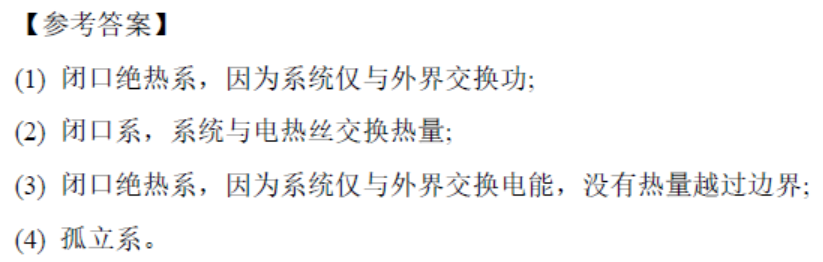 【参考答案】
(1) 闭口绝热系，因为系统仅与外界交换功;
(2) 闭口系，系统与电热丝交换热量;
(3) 闭口绝热系，因为系统仅与外界交换电能，没有热量越过边界;
(4) 孤立系。